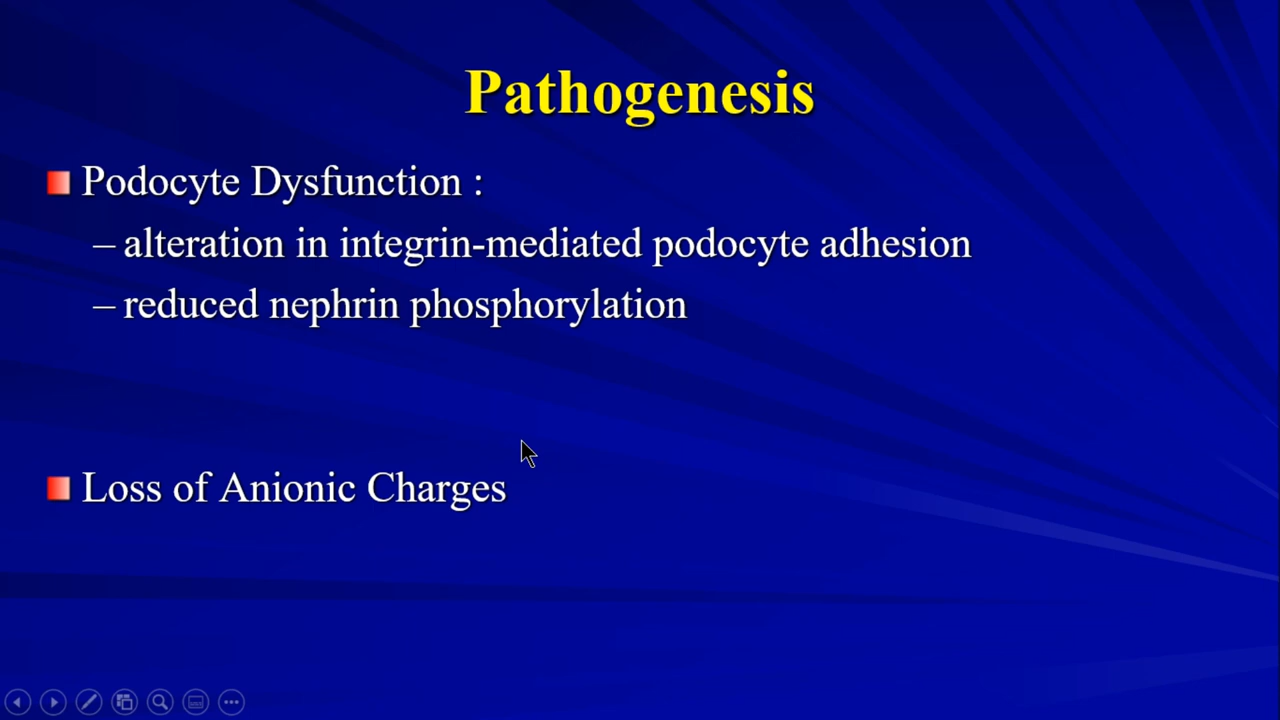 Pathogenesis
Podocyte Dysfunction :
– alteration in integrin-mediated podocyte adhesion
– reduced nephrin phosphorylation
Loss of Anionic Charges